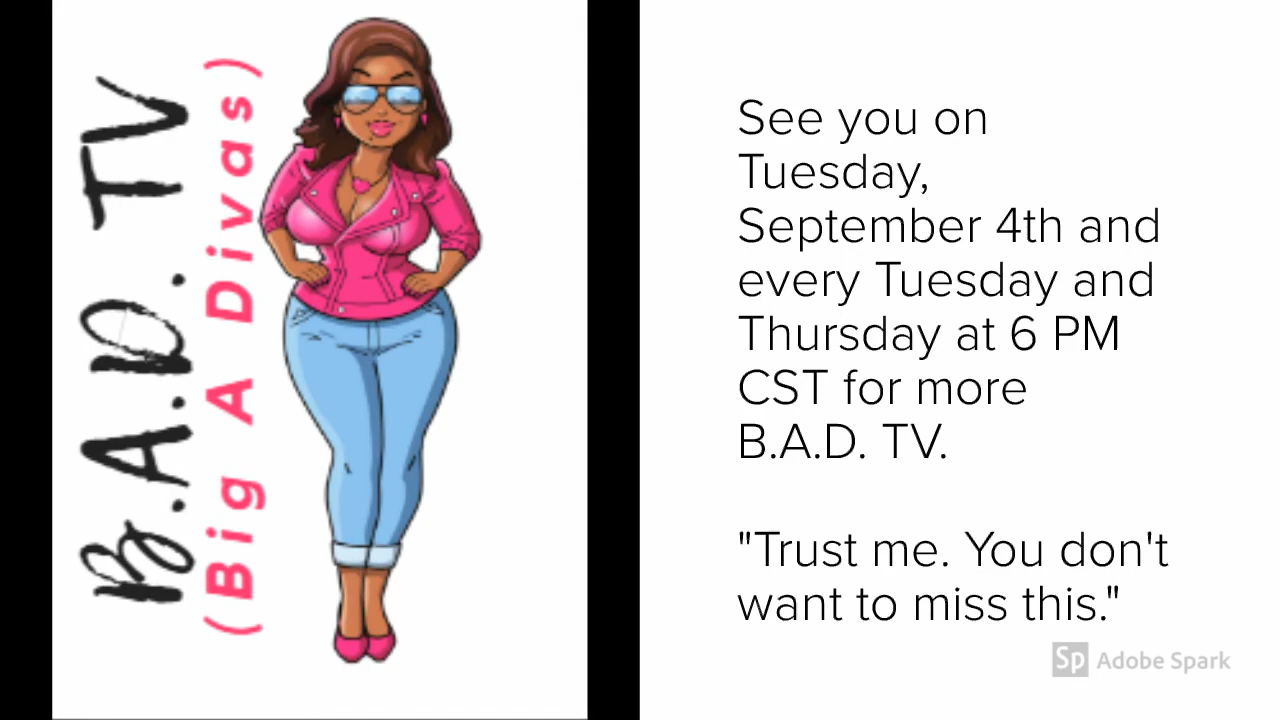 B.A.D. TV
(Big A Divas)
See you on
Tuesday,
September 4th and
every Tuesday and
Thursday at 6 PM
CST for more
B.A.D. TV.
"Trust me. You don't
want to miss this."
Sp Adobe Spark